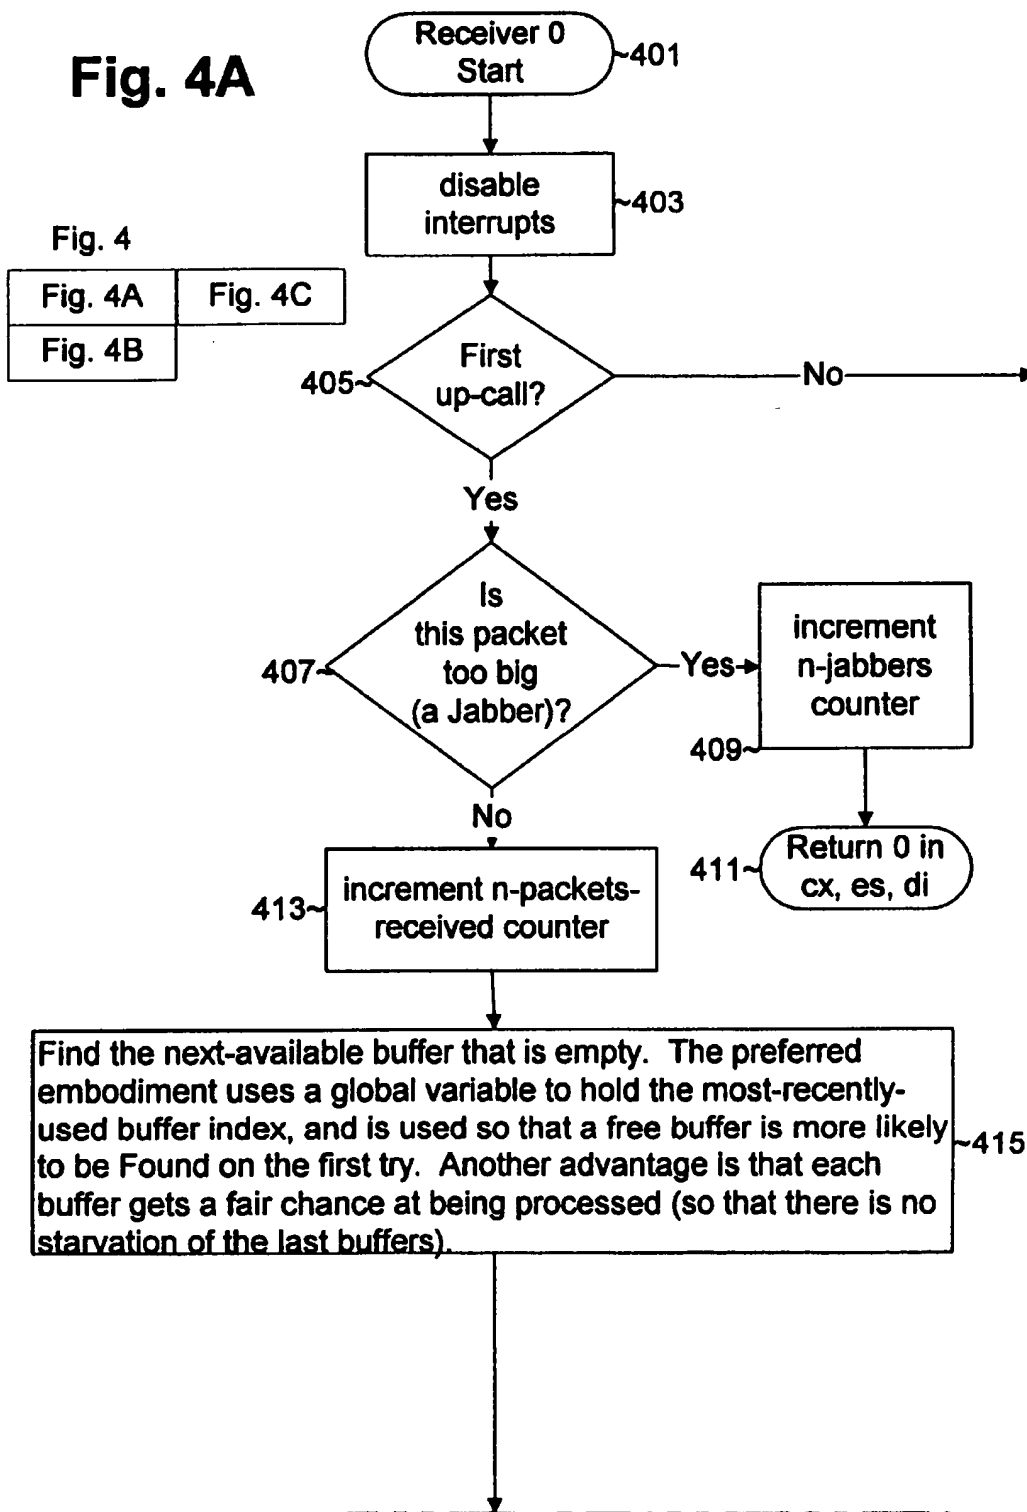 Fig. 4A
Receiver 0
Start
401
disable
interrupts
403
Fig. 4
Fig. 4A
Fig. 4C
Fig. 4B
405
First
up-call?
No
Yes
407
Is
this packet
too big
(a Jabber)?
Yes
increment
n-jabbers
counter
409
No
Return 0 in
cx, es, di
411
413
increment n-packets-
received counter
Find the next-available buffer that is empty. The preferred
embodiment uses a global variable to hold the most-recently-
used buffer index, and is used so that a free buffer is more likely
to be Found on the first try. Another advantage is that each
buffer gets a fair chance at being processed (so that there is no
starvation of the last buffers).
415